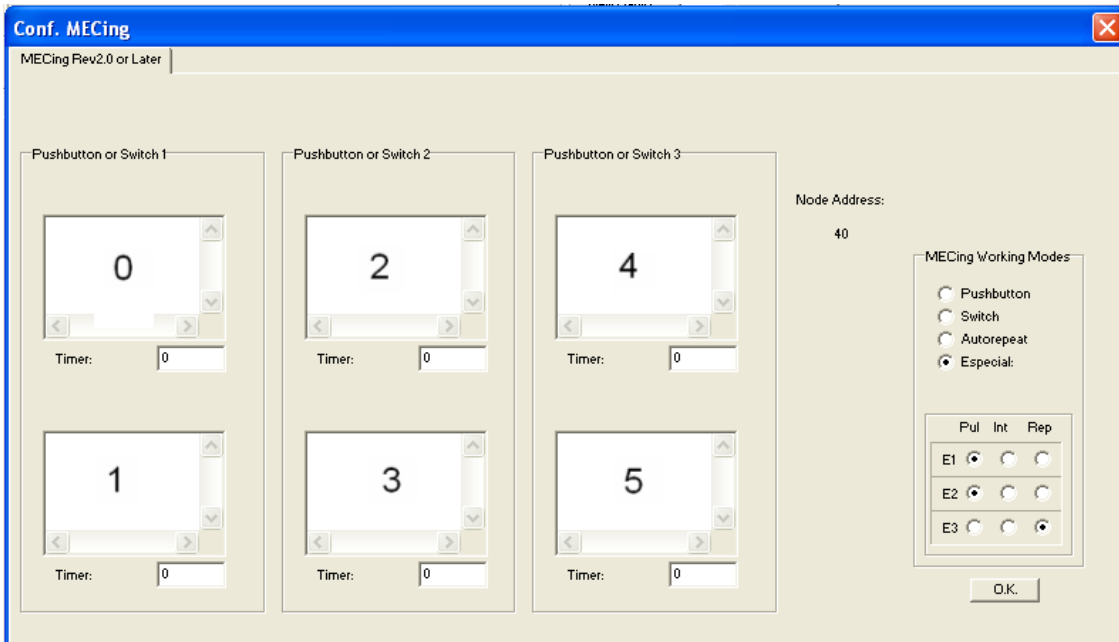 Conf. MECing
MECing Rev2.0 or Later
Pushbutton or Switch 1
0
Timer: 0
1
Timer: 0
Pushbutton or Switch 2
2
Timer: 0
3
Timer: 0
Pushbutton or Switch 3
4
Timer: 0
5
Timer: 0
Node Address:
40
MECing Working Modes
Pushbutton
Switch
Autorepeat
Especial:
Pul Int Rep
E1
E2
E3
O.K.